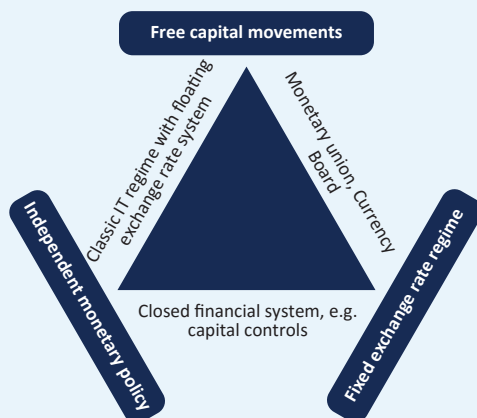 Free capital movements
Classic IT regime with floating
exchange rate system
Monetary union, Currency
Board
Independent monetary
policy
Fixed exchange rate regime
Closed financial system, e.g.
capital controls